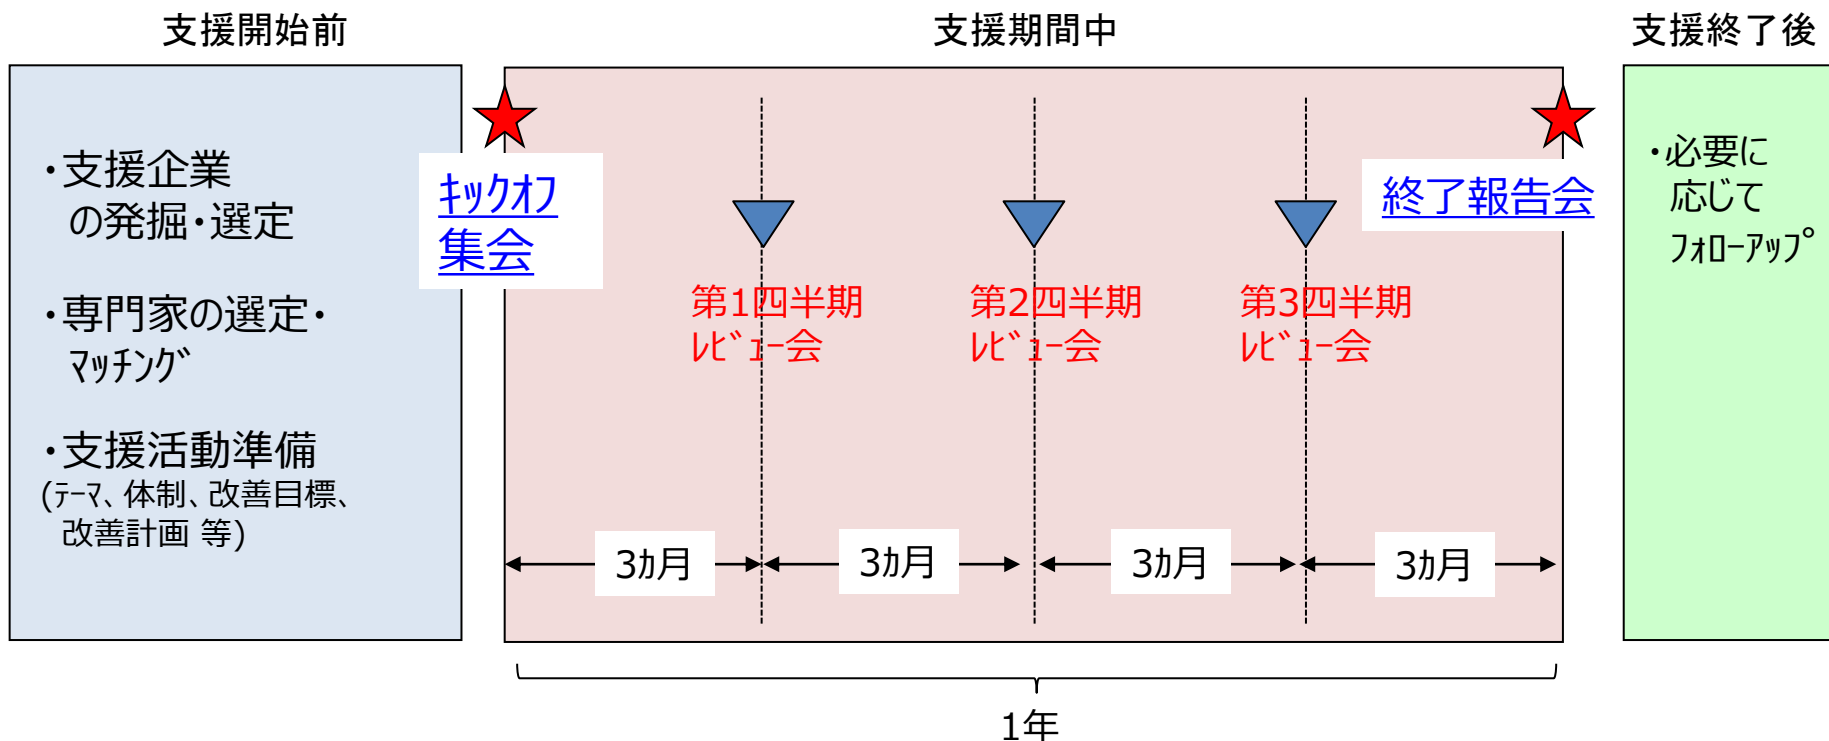 支援開始前
支援期間中
支援終了後
・支援企業
の発掘・選定
・専門家の選定・
ﾏｯﾁﾝｸﾞ
・支援活動準備
(ﾃｰﾏ、体制、改善目標、
改善計画 等)
ｷｯｸｵﾌ
集会
第1四半期
ﾚﾋﾞｭｰ会
第2四半期
ﾚﾋﾞｭｰ会
第3四半期
ﾚﾋﾞｭｰ会
終了報告会
3ｶ月
3ｶ月
3ｶ月
3ｶ月
1年
・必要に
応じて
ﾌｫﾛｰｱｯﾌﾟ